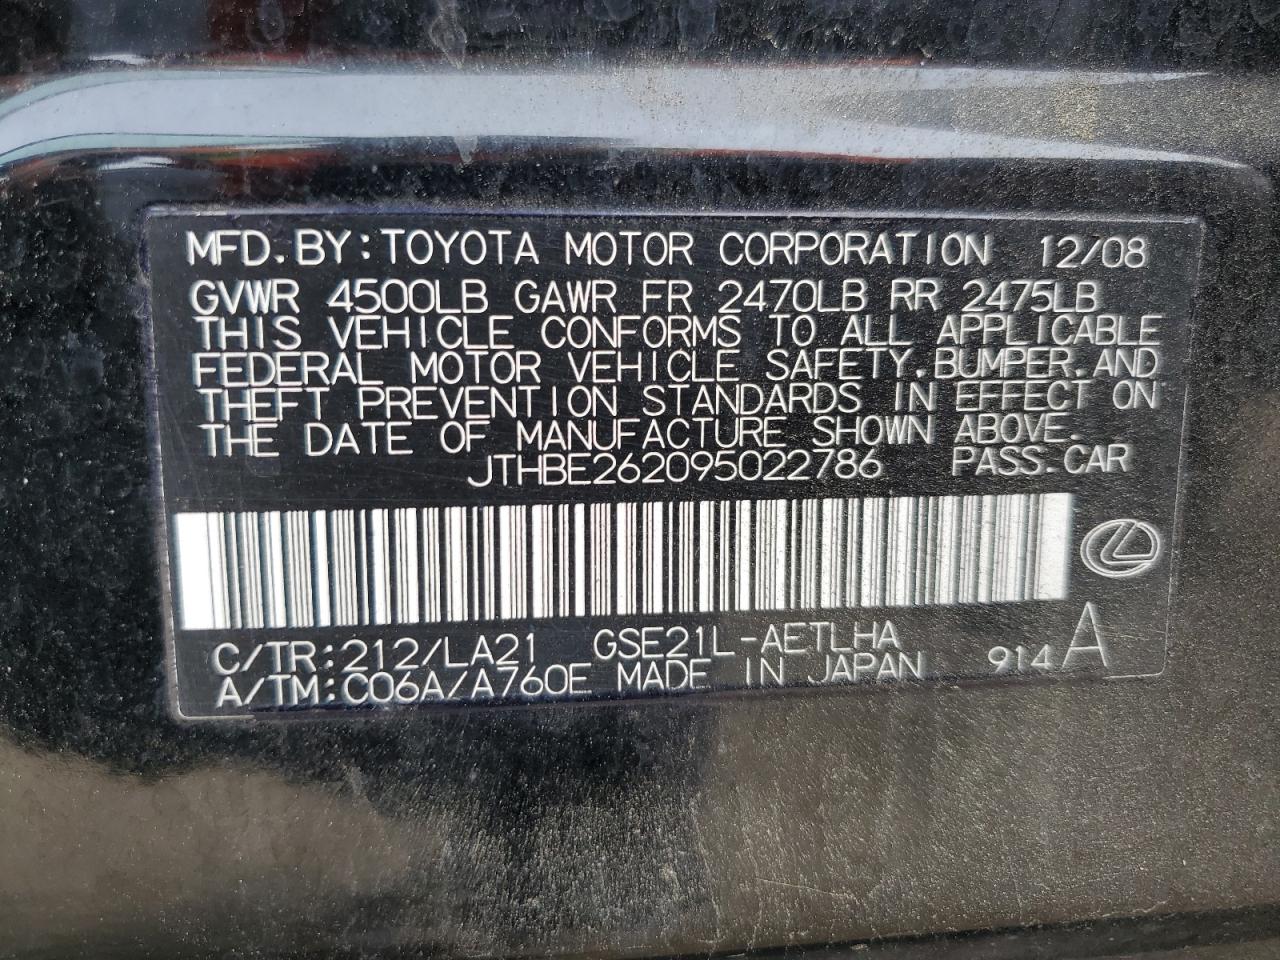 MFD. BY: TOYOTA MOTOR CORPORATION 12/08
GVWR 4500LB GAWR FR 2470LB RR 2475LB
THIS VEHICLE CONFORMS TO ALL APPLICABLE
FEDERAL MOTOR VEHICLE SAFETY, BUMPER, AND
THEFT PREVENTION STANDARDS IN EFFECT ON
THE DATE OF MANUFACTURE SHOWN ABOVE.
JTHBE262095022786 PASS. CAR
C/TR: 212/LA21 GSE21L-AETLHA
A/TM: C06A/A760E MADE IN JAPAN 914 A